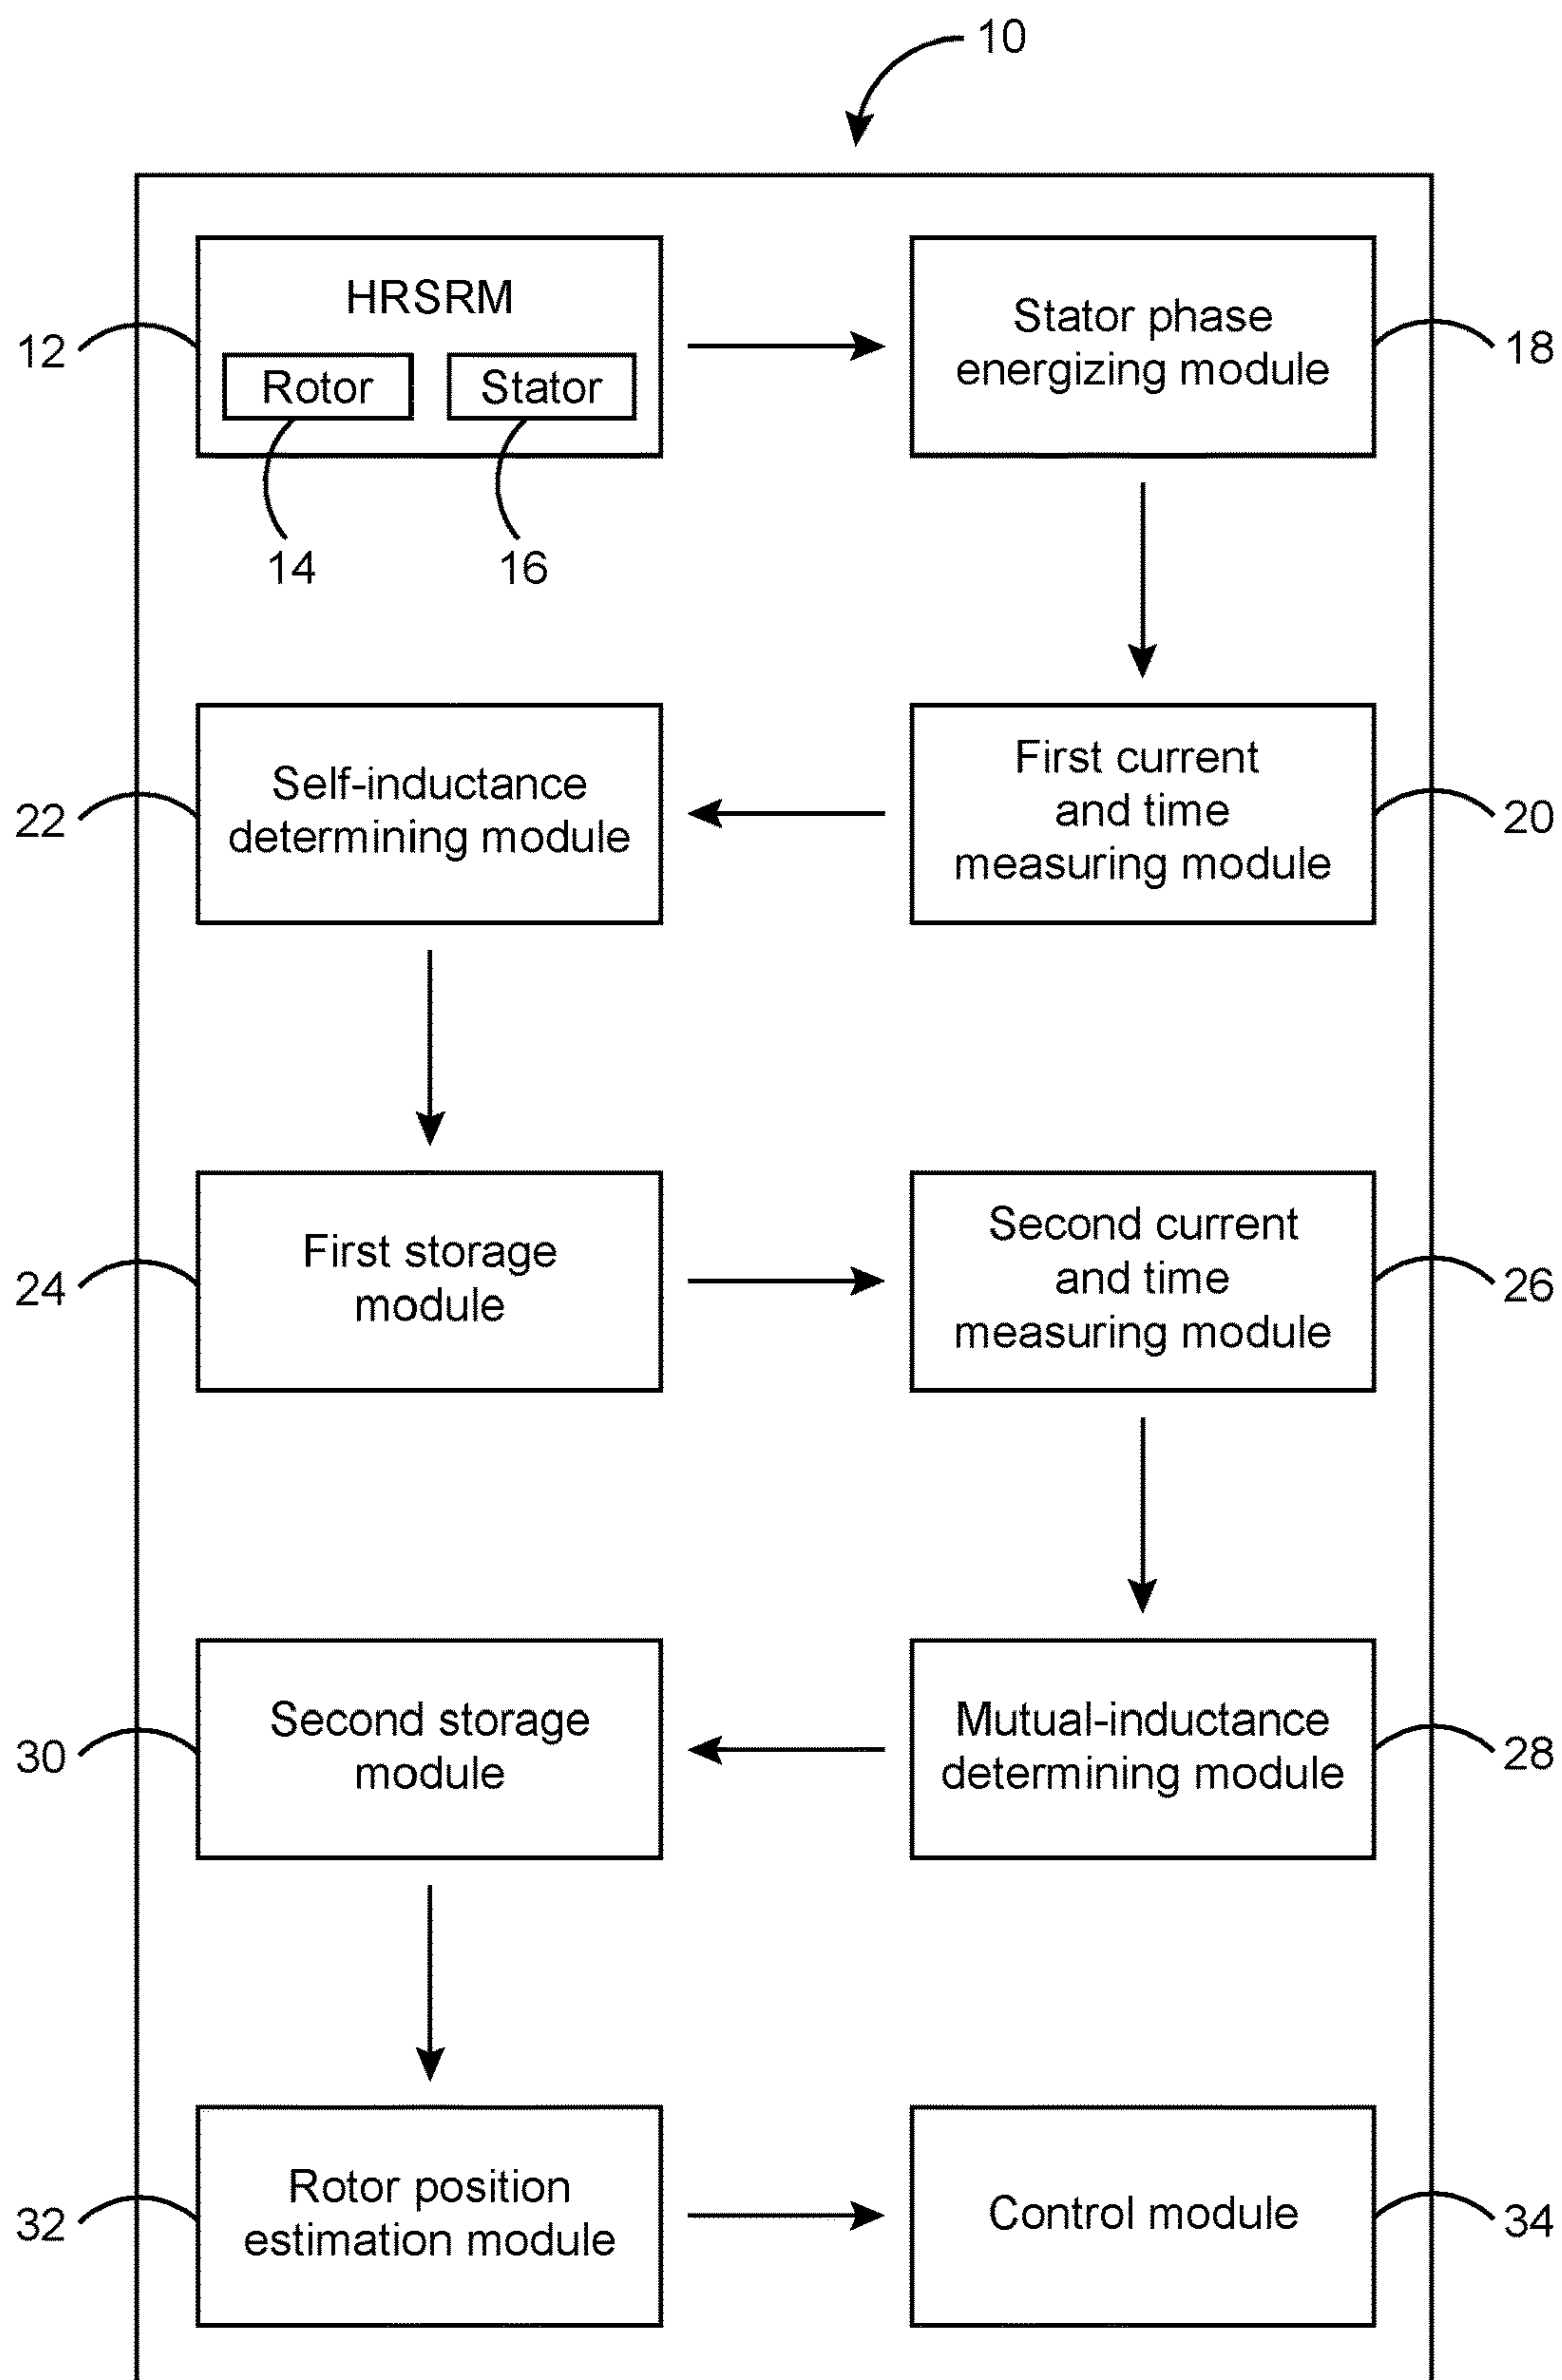 10
HRSRM
Rotor
Stator
12
14
16
Stator phase
energizing module
18
First current
and time
measuring module
20
Self-inductance
determining module
22
First storage
module
24
Second current
and time
measuring module
26
Mutual-inductance
determining module
28
Second storage
module
30
Rotor position
estimation module
32
Control module
34